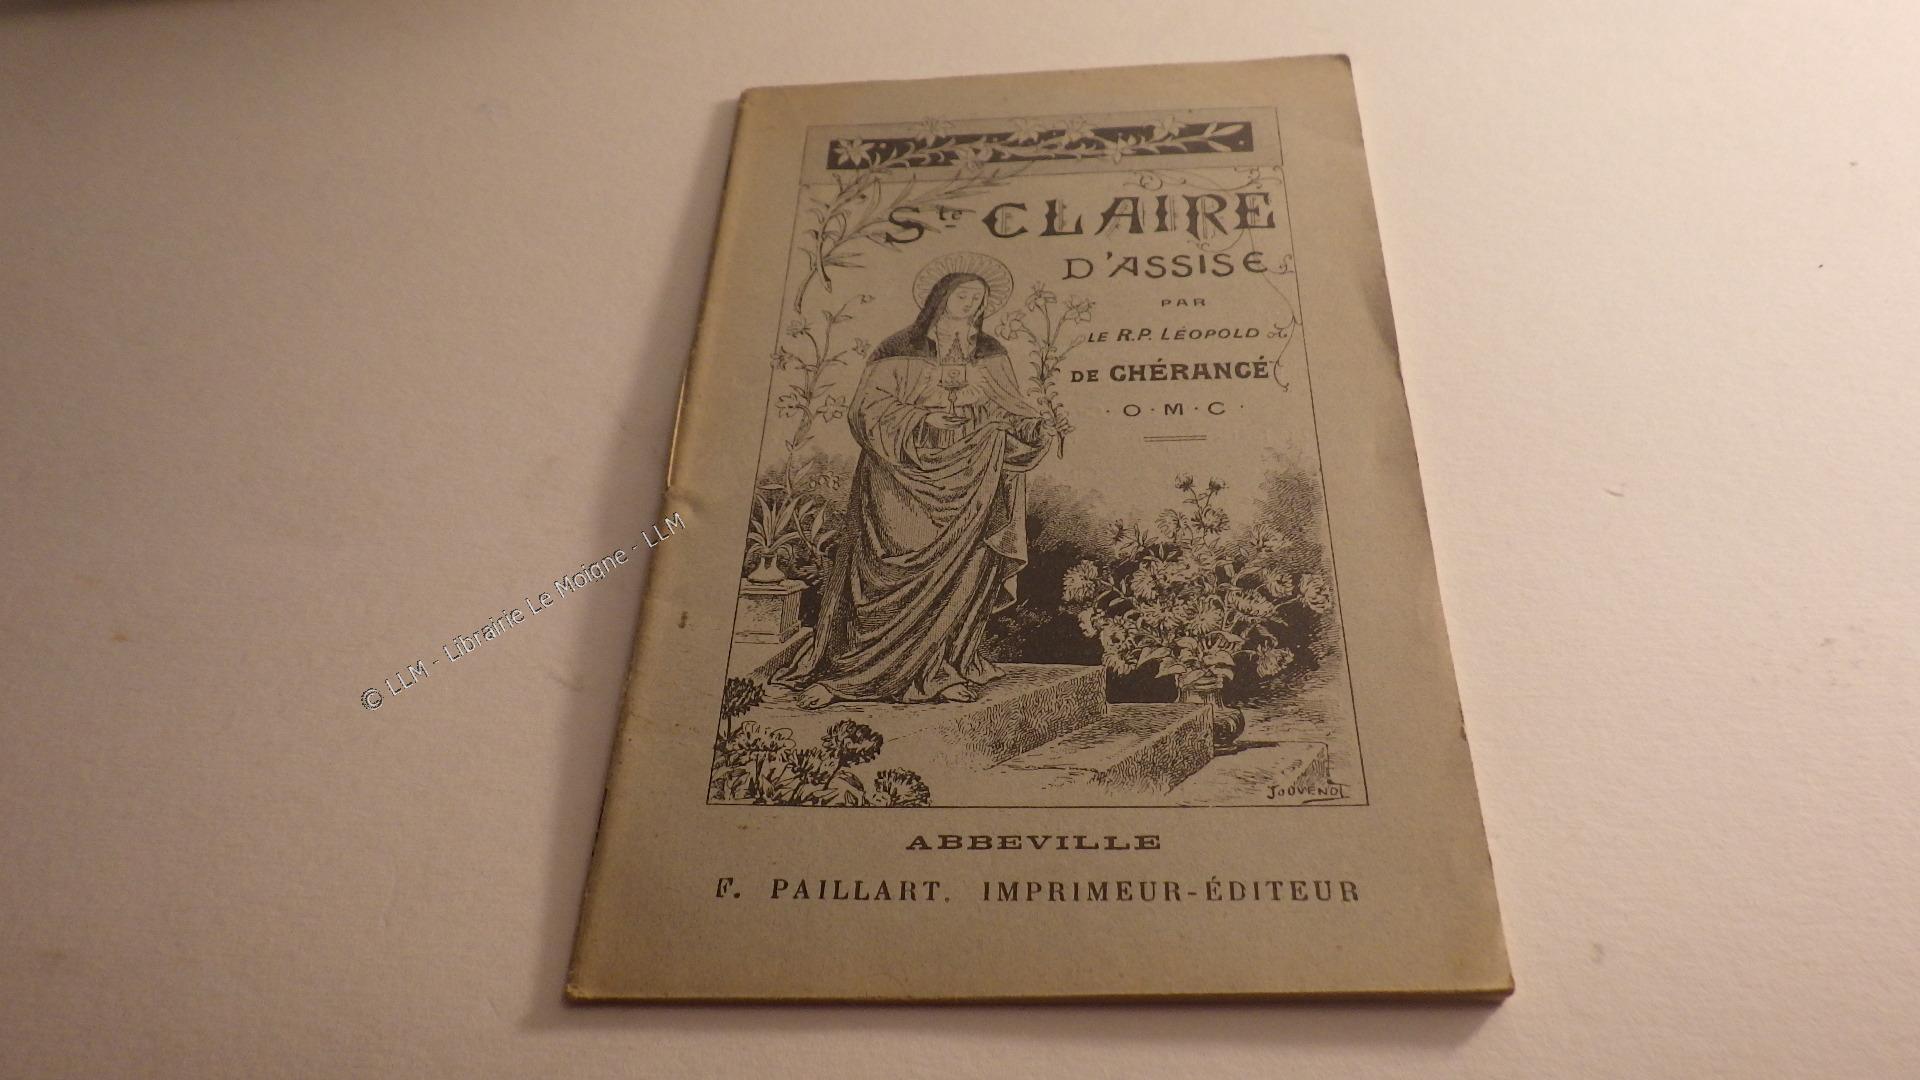 Ste CLAIRE
D'ASSISE
PAR
LE R.P. LÉOPOLD
DE CHÉRANCÉ
· O · M · C ·
JOUVENOT
ABBEVILLE
F. PAILLART, IMPRIMEUR-ÉDITEUR
© LLM - Librairie Le Moigne - LLM